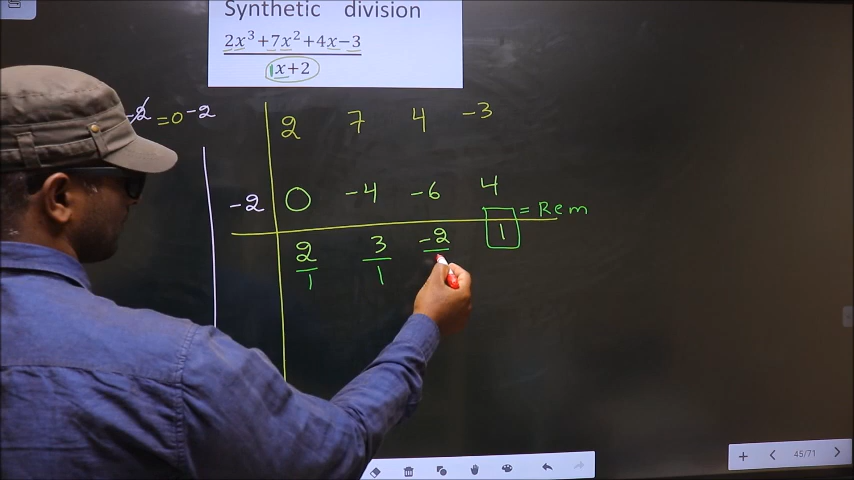 Synthetic division
2x³+7x²+4x−3
1x+2
-2 = 0 -2
2 7 4 -3
-2 0 -4 -6 4
2 3 -2 1 = Rem
1 1
45/71